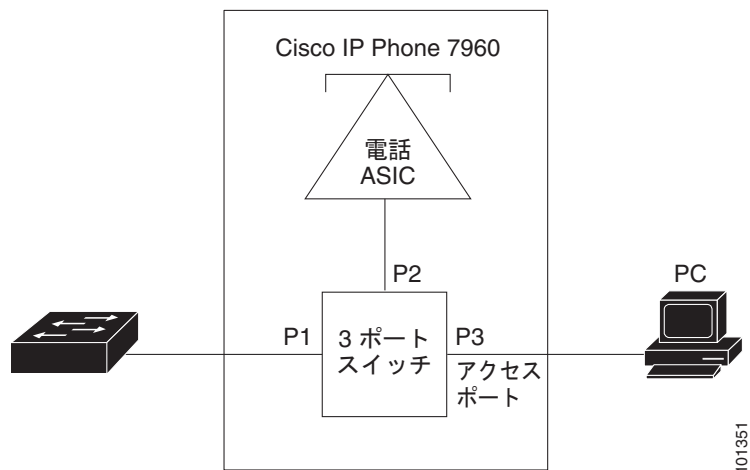 Cisco IP Phone 7960
電話
ASIC
P2
PC
P1
3 ポート
スイッチ
P3
アクセス
ポート
101351